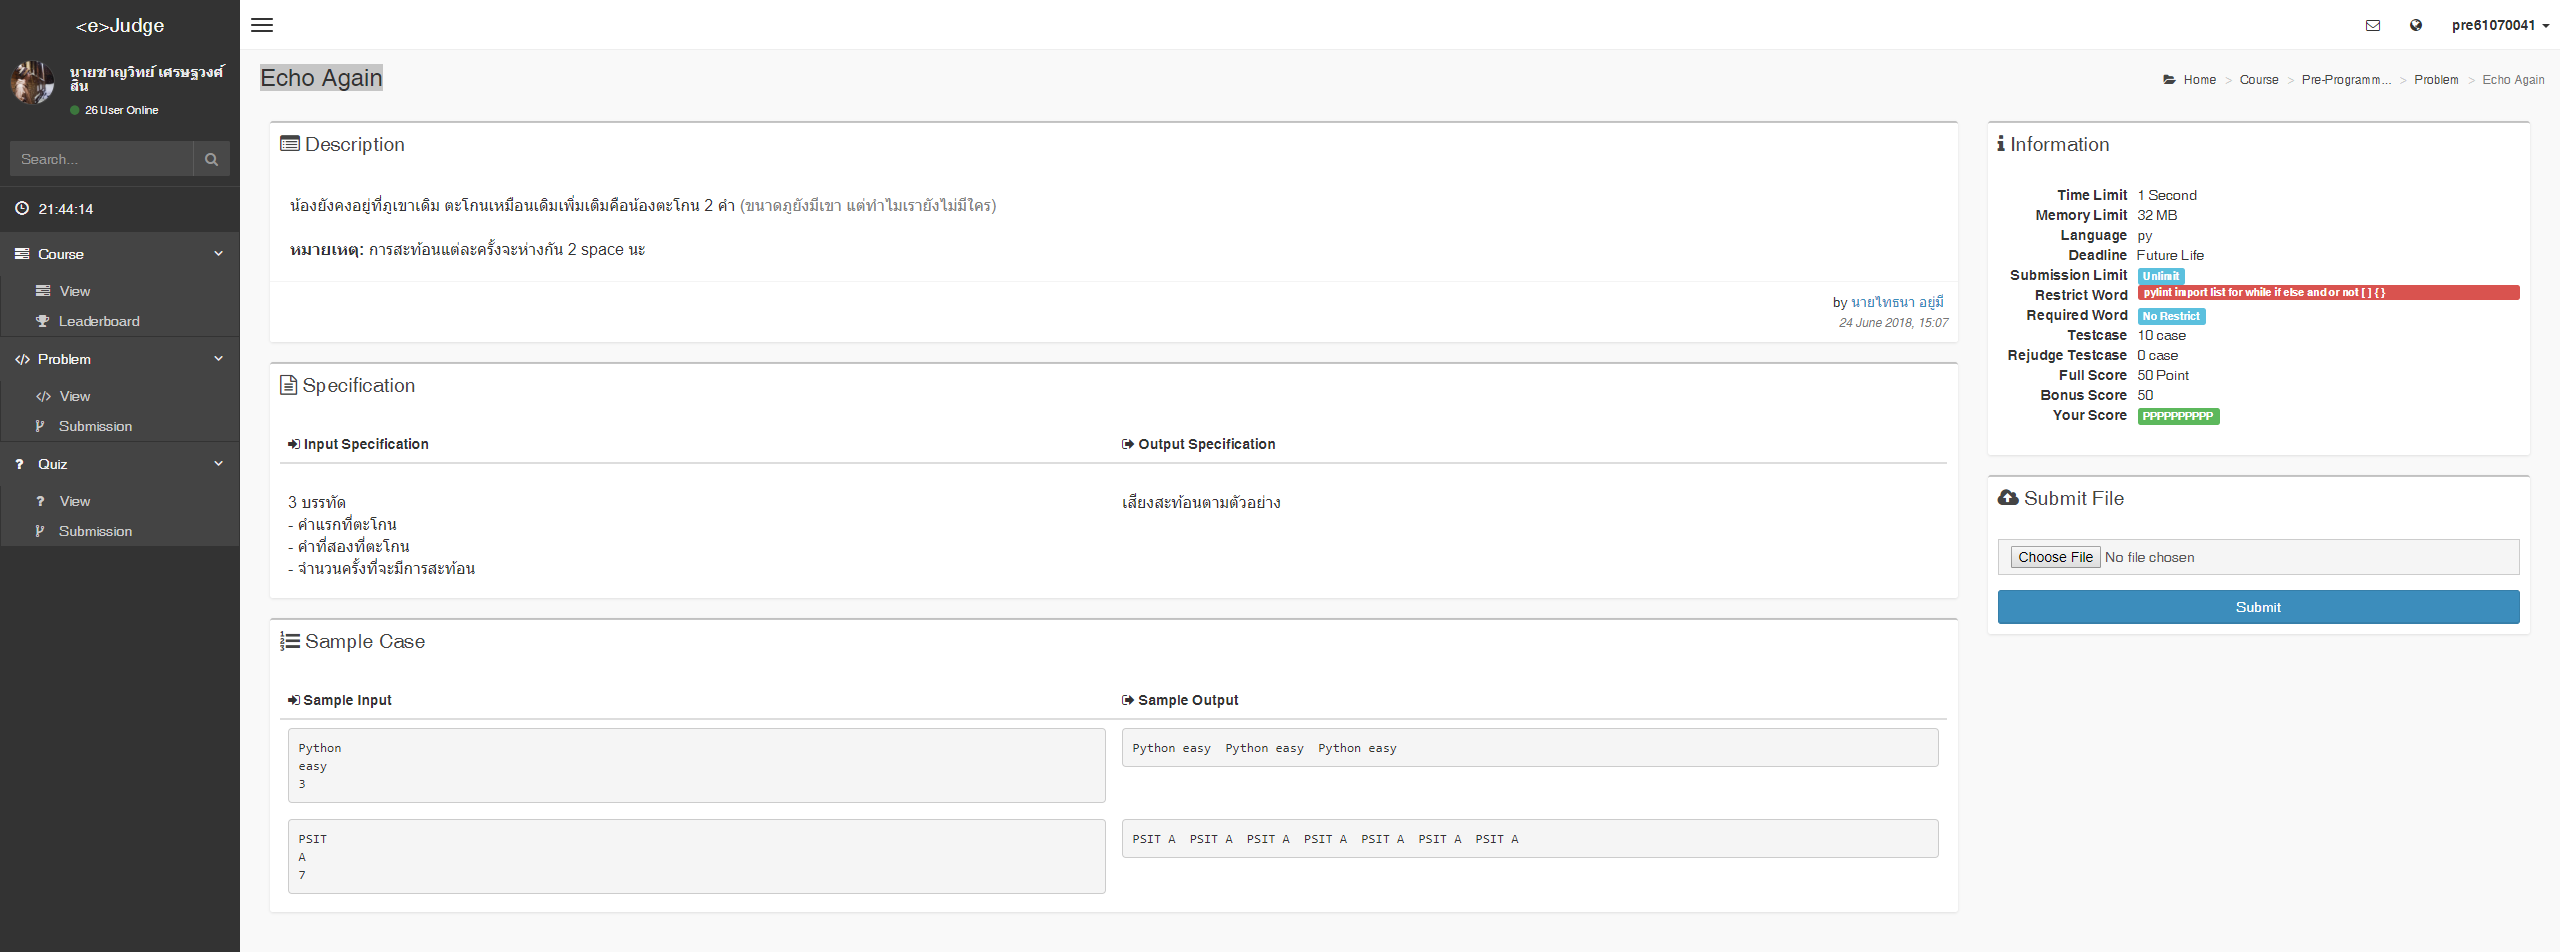 <e>Judge
นายชาญวิทย์ เศรษฐวงศ์
สิน
26 User Online
Search...
21:44:14
Course
View
Leaderboard
Problem
View
Submission
Quiz
View
Submission
pre61070041
Echo Again
Home > Course > Pre-Programm... > Problem > Echo Again
Description
น้องยังคงอยู่ที่ภูเขาเดิม ตะโกนเหมือนเดิมเพิ่มเติมคือน้องตะโกน 2 คำ (ขนาดภูยังมีเขา แต่ทำไมเรายังไม่มีใคร)
หมายเหตุ: การสะท้อนแต่ละครั้งจะห่างกัน 2 space นะ
by นายไทธนา อยู่มี
24 June 2018, 15:07
Specification
Input Specification
Output Specification
3 บรรทัด
- คำแรกที่ตะโกน
- คำที่สองที่ตะโกน
- จำนวนครั้งที่จะมีการสะท้อน
เสียงสะท้อนตามตัวอย่าง
Sample Case
Sample Input
Sample Output
Python
easy
3
Python easy  Python easy  Python easy
PSIT
A
7
PSIT A  PSIT A  PSIT A  PSIT A  PSIT A  PSIT A  PSIT A
Information
Time Limit 1 Second
Memory Limit 32 MB
Language py
Deadline Future Life
Submission Limit Unlimit
Restrict Word pylint import list for while if else and or not [ ] { }
Required Word No Restrict
Testcase 10 case
Rejudge Testcase 0 case
Full Score 50 Point
Bonus Score 50
Your Score PPPPPPPPPP
Submit File
Choose File No file chosen
Submit